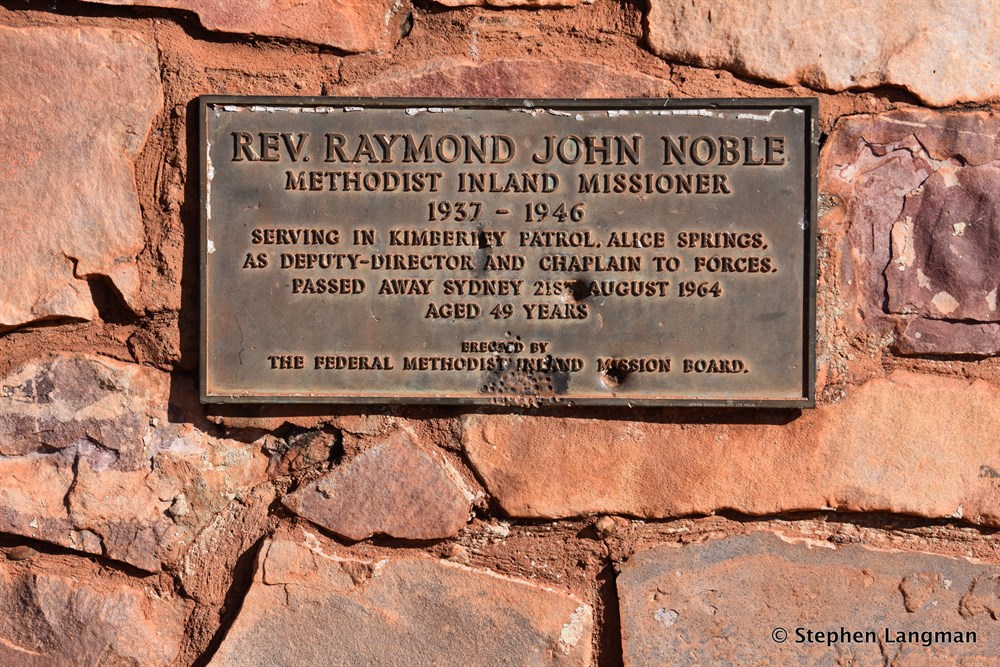 REV. RAYMOND JOHN NOBLE
METHODIST INLAND MISSIONER
1937 - 1946
SERVING IN KIMBERLEY PATROL, ALICE SPRINGS,
AS DEPUTY-DIRECTOR AND CHAPLAIN TO FORCES.
PASSED AWAY SYDNEY 21ST AUGUST 1964
AGED 49 YEARS
ERECTED BY
THE FEDERAL METHODIST INLAND MISSION BOARD.
© Stephen Langman